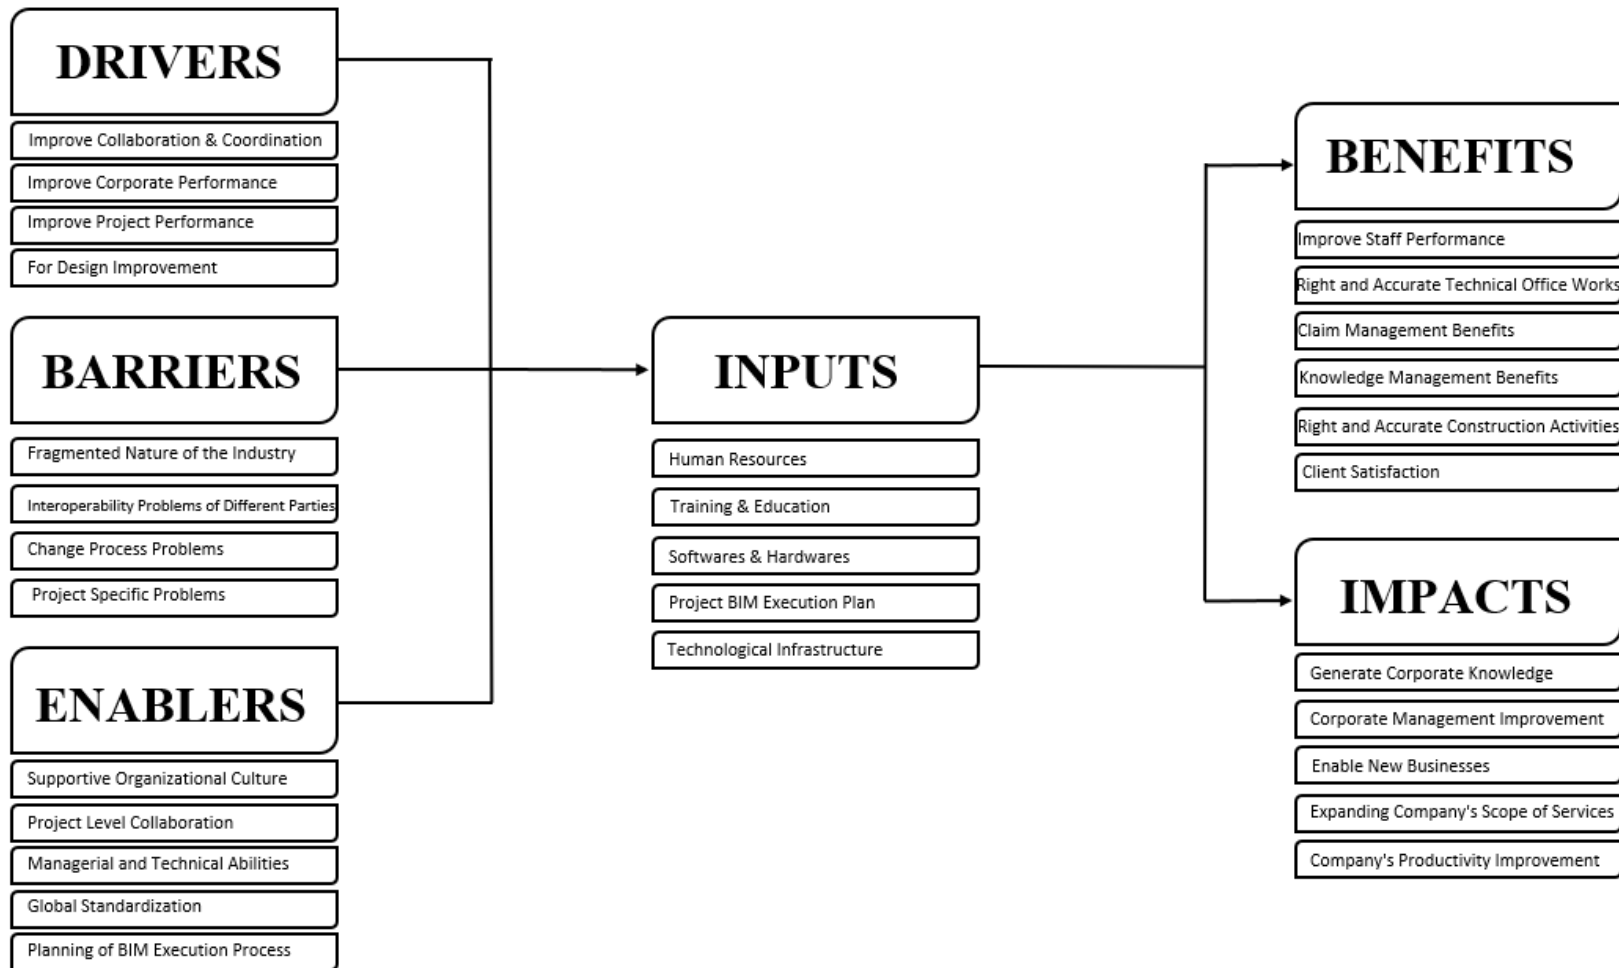 DRIVERS
Improve Collaboration & Coordination
Improve Corporate Performance
Improve Project Performance
For Design Improvement
BARRIERS
Fragmented Nature of the Industry
Interoperability Problems of Different Parties
Change Process Problems
Project Specific Problems
ENABLERS
Supportive Organizational Culture
Project Level Collaboration
Managerial and Technical Abilities
Global Standardization
Planning of BIM Execution Process
INPUTS
Human Resources
Training & Education
Softwares & Hardwares
Project BIM Execution Plan
Technological Infrastructure
BENEFITS
Improve Staff Performance
Right and Accurate Technical Office Works
Claim Management Benefits
Knowledge Management Benefits
Right and Accurate Construction Activities
Client Satisfaction
IMPACTS
Generate Corporate Knowledge
Corporate Management Improvement
Enable New Businesses
Expanding Company's Scope of Services
Company's Productivity Improvement